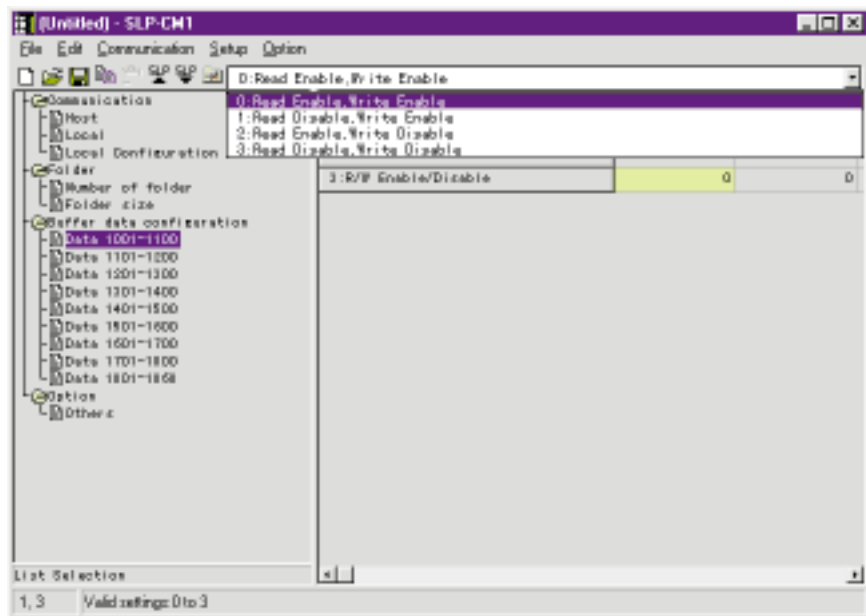 (Untitled) - SLP-CM1
File Edit Communication Setup Option
SLP SLP
0:Read Enable,Write Enable
0:Read Enable,Write Enable
1:Read Disable,Write Enable
2:Read Enable,Write Disable
3:Read Disable,Write Disable
Communication
Host
Local
Local Configuration
Folder
Number of folder
Folder size
3:R/W Enable/Disable 0 0
Buffer data configuration
Data 1001-1100
Data 1101-1200
Data 1201-1300
Data 1301-1400
Data 1401-1500
Data 1501-1600
Data 1601-1700
Data 1701-1800
Data 1801-1868
Option
Others
List Selection
1, 3 Valid settings: 0 to 3